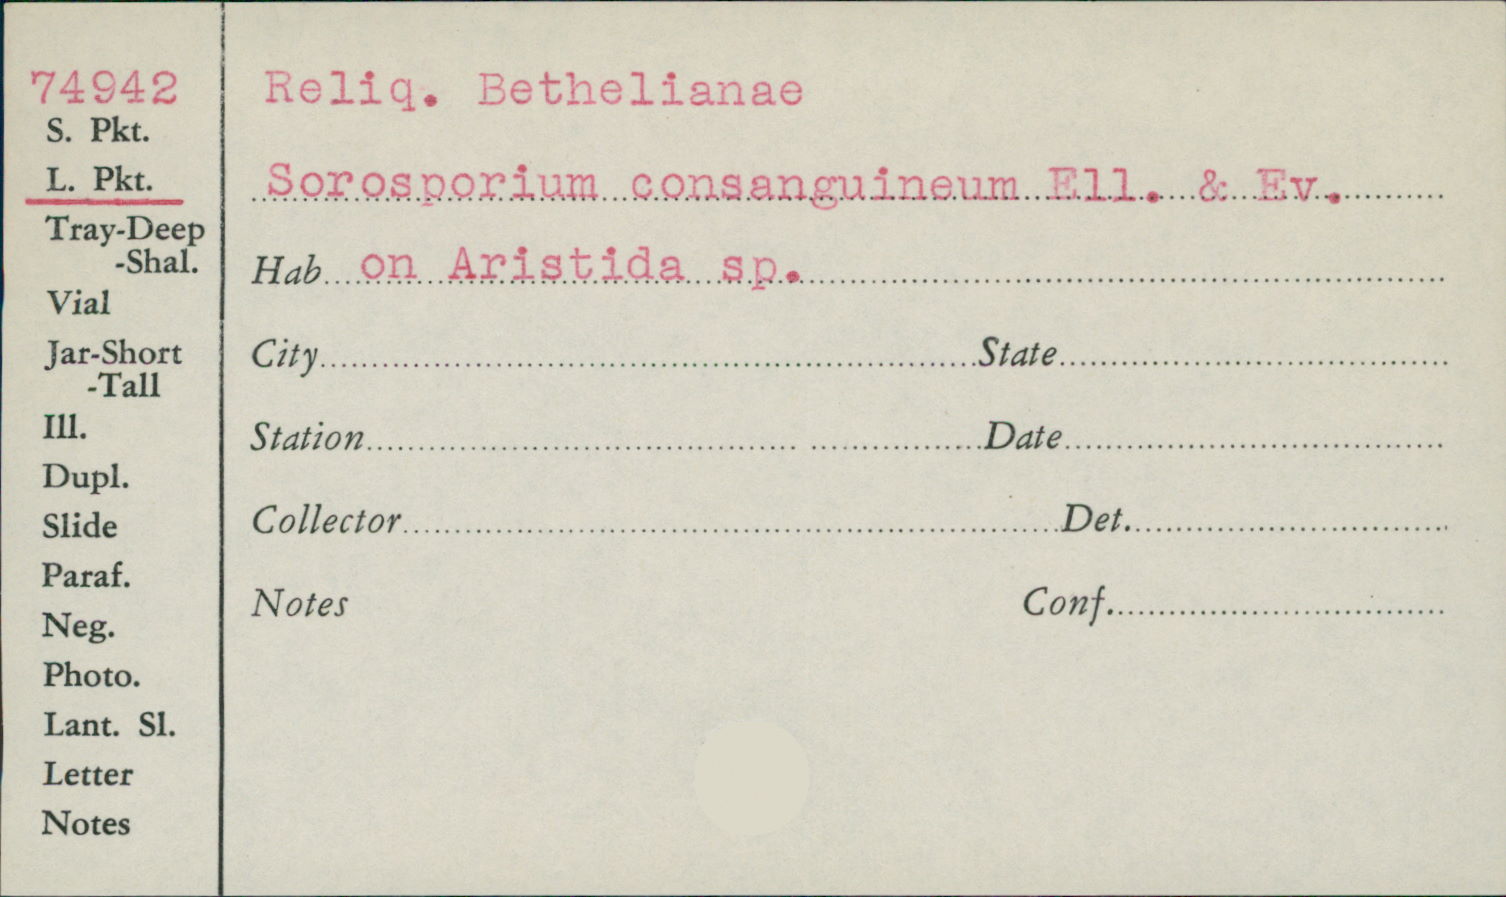 74942
S. Pkt.
L. Pkt.
Tray-Deep
-Shal.
Vial
Jar-Short
-Tall
Ill.
Dupl.
Slide
Paraf.
Neg.
Photo.
Lant. Sl.
Letter
Notes
Reliq. Bethelianae
Sorosporium consanguineum Ell. & Ev.
Hab on Aristida sp.
City State
Station Date
Collector Det.
Notes Conf.